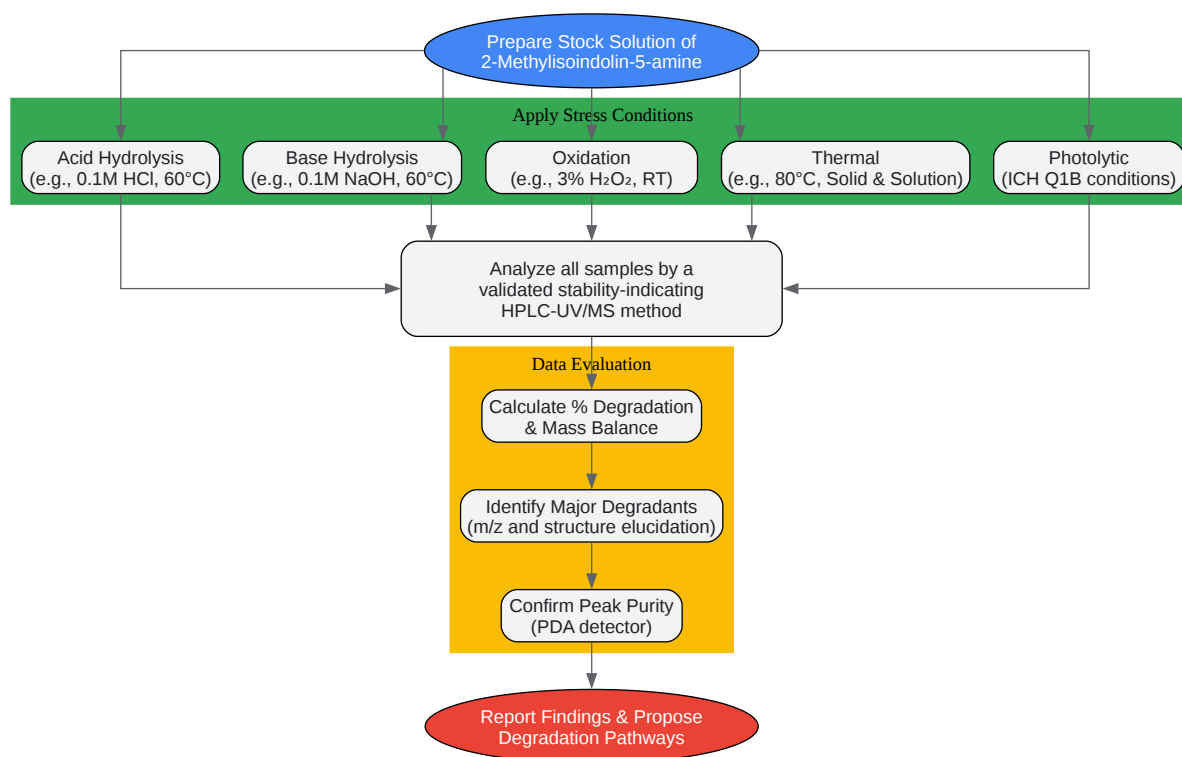 Prepare Stock Solution of
2-Methylisoindolin-5-amine
Apply Stress Conditions
Acid Hydrolysis
(e.g., 0.1M HCl, 60°C)
Base Hydrolysis
(e.g., 0.1M NaOH, 60°C)
Oxidation
(e.g., 3% H₂O₂, RT)
Thermal
(e.g., 80°C, Solid & Solution)
Photolytic
(ICH Q1B conditions)
Analyze all samples by a
validated stability-indicating
HPLC-UV/MS method
Data Evaluation
Calculate % Degradation
& Mass Balance
Identify Major Degradants
(m/z and structure elucidation)
Confirm Peak Purity
(PDA detector)
Report Findings & Propose
Degradation Pathways